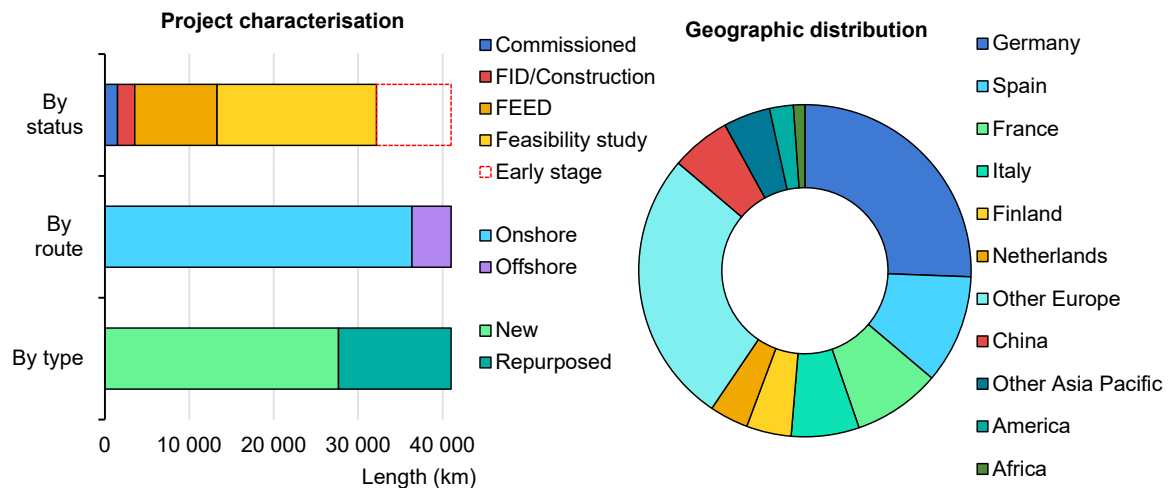 Project characterisation
By
status
By
route
By type
0
10 000
20 000
30 000
40 000
Length (km)
Commissioned
FID/Construction
FEED
Feasibility study
Early stage
Onshore
Offshore
New
Repurposed
Geographic distribution
Germany
Spain
France
Italy
Finland
Netherlands
Other Europe
China
Other Asia Pacific
America
Africa